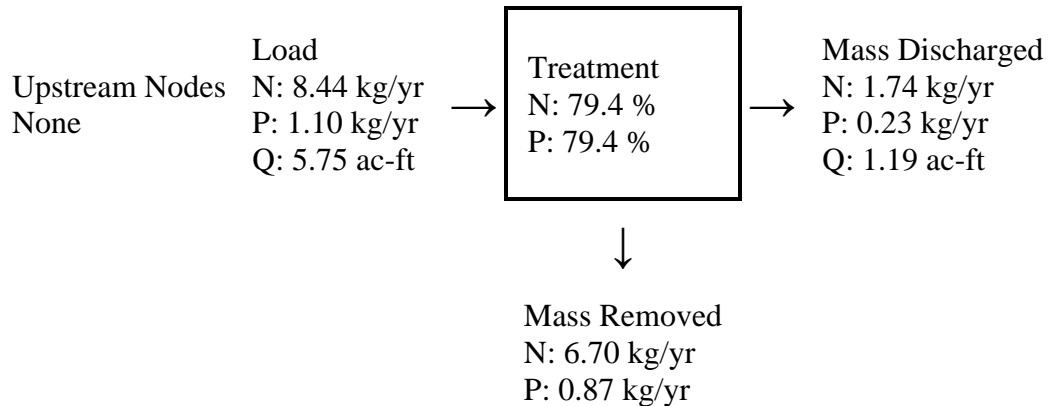 Upstream Nodes
None
Load
N: 8.44 kg/yr
P: 1.10 kg/yr
Q: 5.75 ac-ft
→
Treatment
N: 79.4 %
P: 79.4 %
→
Mass Discharged
N: 1.74 kg/yr
P: 0.23 kg/yr
Q: 1.19 ac-ft
↓
Mass Removed
N: 6.70 kg/yr
P: 0.87 kg/yr